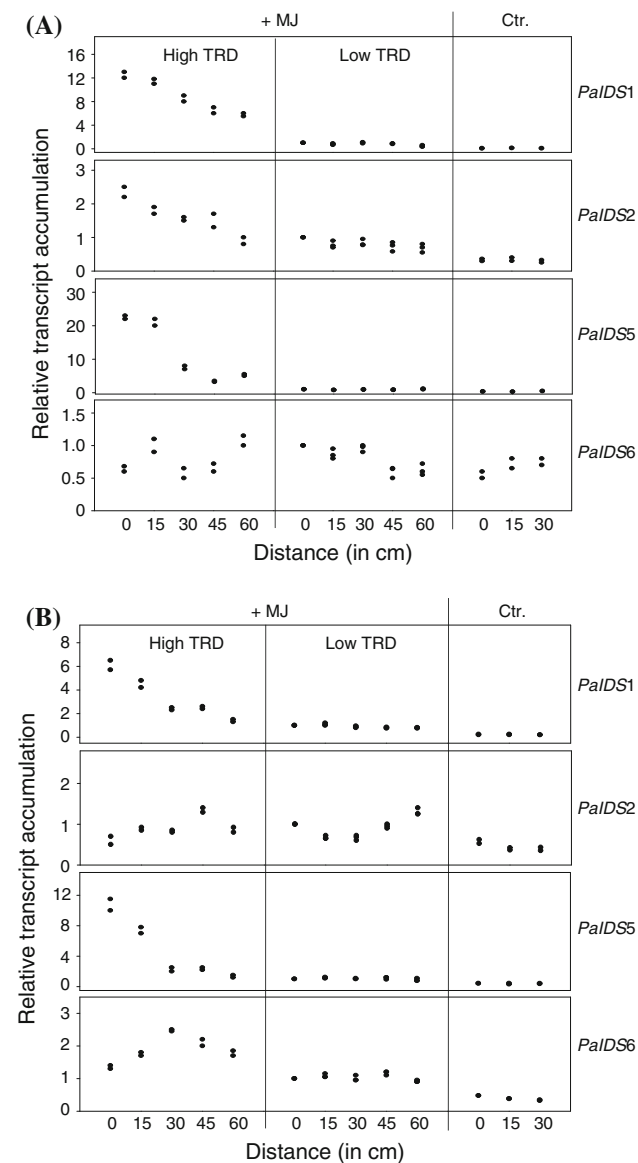 (A)
+ MJ
Ctr.
High TRD
Low TRD
16
12
8
4
0
PaIDS1
3
2
1
0
PaIDS2
30
20
10
0
PaIDS5
1.5
1.0
0.5
0
PaIDS6
Relative transcript accumulation
0 15 30 45 60 0 15 30 45 60 0 15 30
Distance (in cm)
(B)
+ MJ
Ctr.
High TRD
Low TRD
8
6
4
2
0
PaIDS1
2
1
0
PaIDS2
12
8
4
0
PaIDS5
3
2
1
0
PaIDS6
Relative transcript accumulation
0 15 30 45 60 0 15 30 45 60 0 15 30
Distance (in cm)